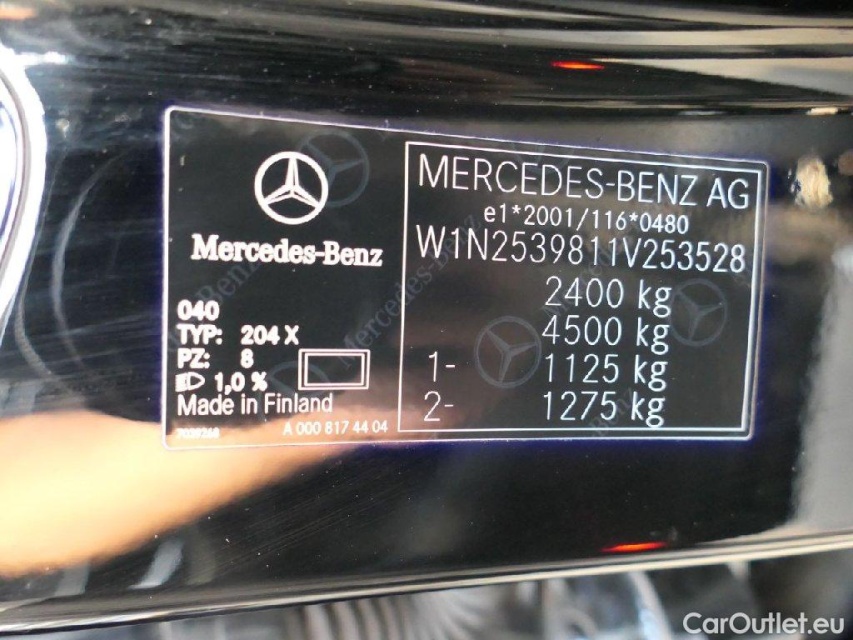 Mercedes-Benz
040
TYP: 204 X
PZ: 8
1,0 %
Made in Finland
7039268 A 000 817 44 04
MERCEDES-BENZ AG
e1*2001/116*0480
W1N2539811V253528
2400 kg
4500 kg
1- 1125 kg
2- 1275 kg
CarOutlet.eu